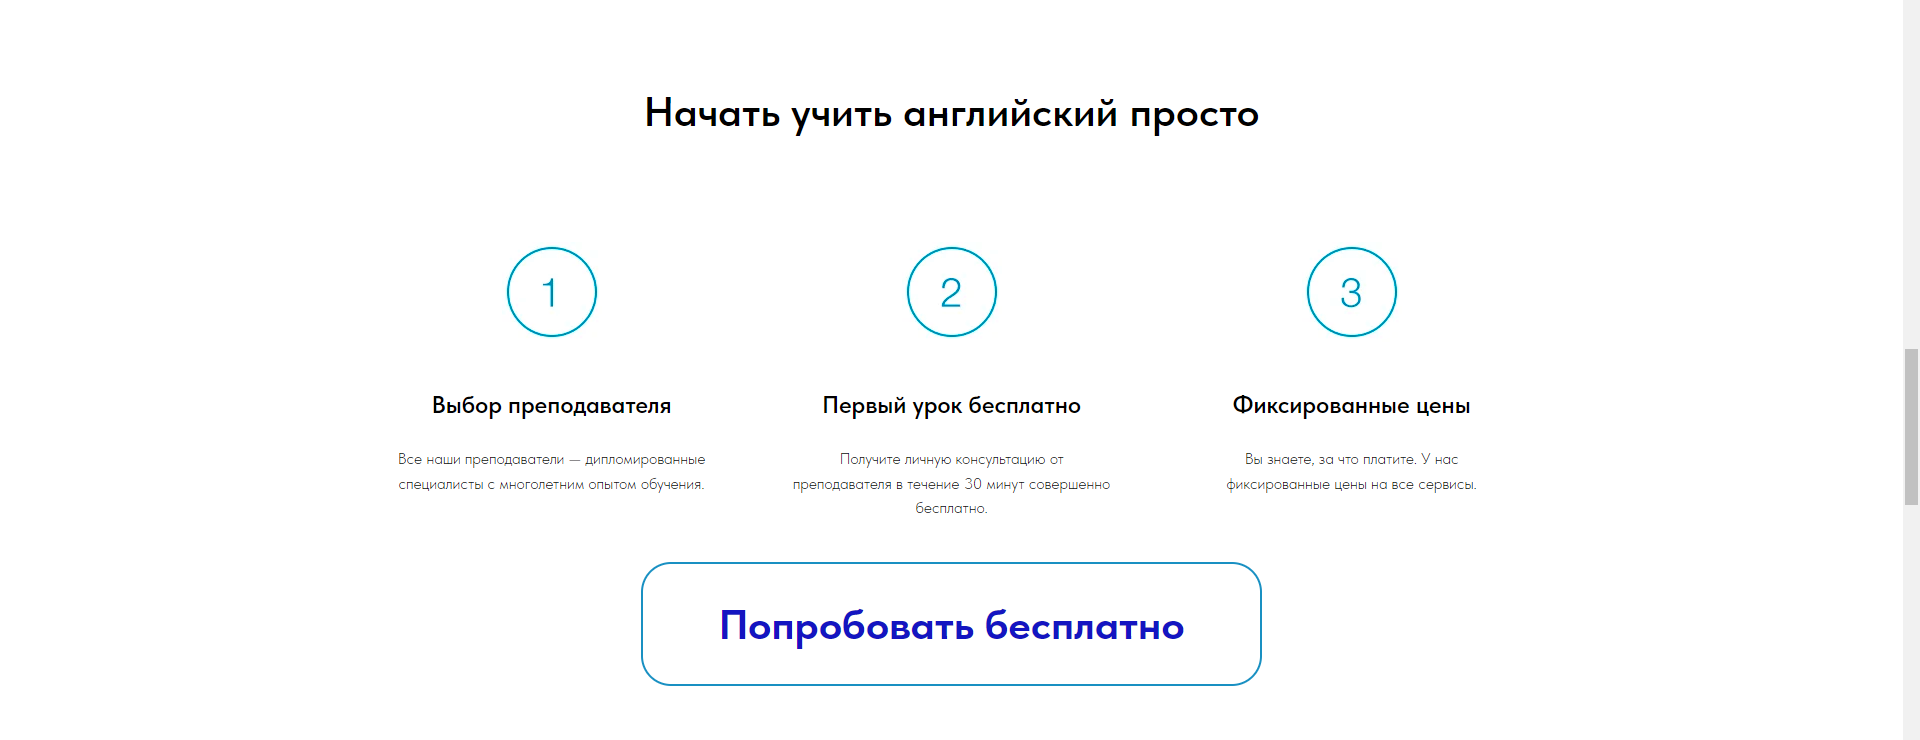 Начать учить английский просто
1
2
3
Выбор преподавателя
Все наши преподаватели — дипломированные
специалисты с многолетним опытом обучения.
Первый урок бесплатно
Получите личную консультацию от
преподавателя в течение 30 минут совершенно
бесплатно.
Фиксированные цены
Вы знаете, за что платите. У нас
фиксированные цены на все сервисы.
Попробовать бесплатно